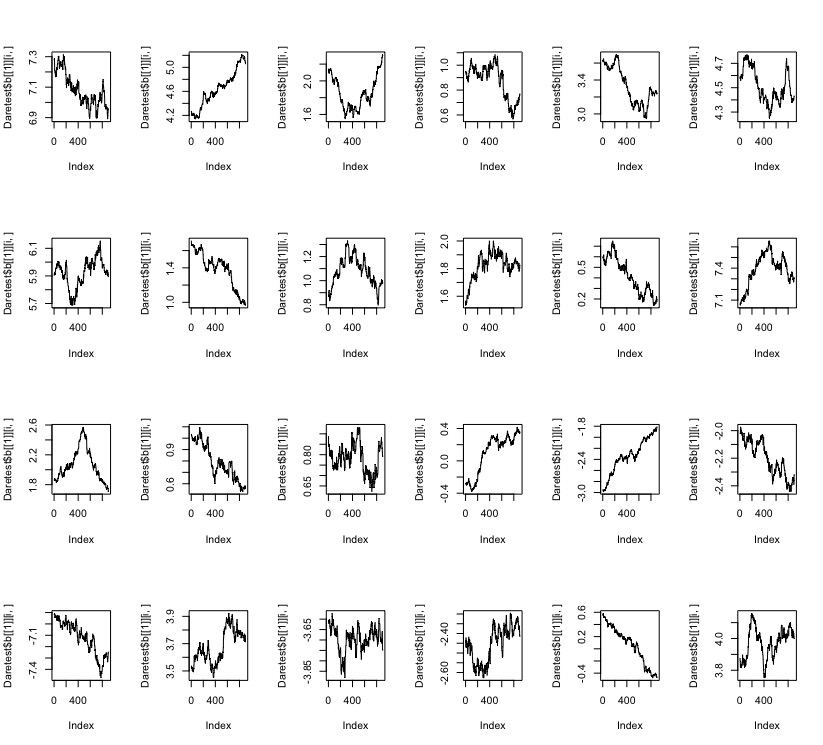 Daretest$b[[1]][i, ]
7.3
7.1
6.9
0 400
Index
Daretest$b[[1]][i, ]
5.0
4.6
4.2
0 400
Index
Daretest$b[[1]][i, ]
2.0
1.6
0 400
Index
Daretest$b[[1]][i, ]
1.0
0.8
0.6
0 400
Index
Daretest$b[[1]][i, ]
3.4
3.0
0 400
Index
Daretest$b[[1]][i, ]
4.7
4.5
4.3
0 400
Index
Daretest$b[[1]][i, ]
6.1
5.9
5.7
0 400
Index
Daretest$b[[1]][i, ]
1.4
1.0
0 400
Index
Daretest$b[[1]][i, ]
1.2
1.0
0.8
0 400
Index
Daretest$b[[1]][i, ]
2.0
1.8
1.6
0 400
Index
Daretest$b[[1]][i, ]
0.5
0.2
0 400
Index
Daretest$b[[1]][i, ]
7.4
7.1
0 400
Index
Daretest$b[[1]][i, ]
2.6
2.2
1.8
0 400
Index
Daretest$b[[1]][i, ]
0.9
0.6
0 400
Index
Daretest$b[[1]][i, ]
0.80
0.65
0 400
Index
Daretest$b[[1]][i, ]
0.4
0.0
-0.4
0 400
Index
Daretest$b[[1]][i, ]
-1.8
-2.4
-3.0
0 400
Index
Daretest$b[[1]][i, ]
-2.0
-2.2
-2.4
0 400
Index
Daretest$b[[1]][i, ]
-7.1
-7.4
0 400
Index
Daretest$b[[1]][i, ]
3.9
3.7
3.5
0 400
Index
Daretest$b[[1]][i, ]
-3.65
-3.85
0 400
Index
Daretest$b[[1]][i, ]
-2.40
-2.60
0 400
Index
Daretest$b[[1]][i, ]
0.6
0.2
-0.4
0 400
Index
Daretest$b[[1]][i, ]
4.0
3.8
0 400
Index